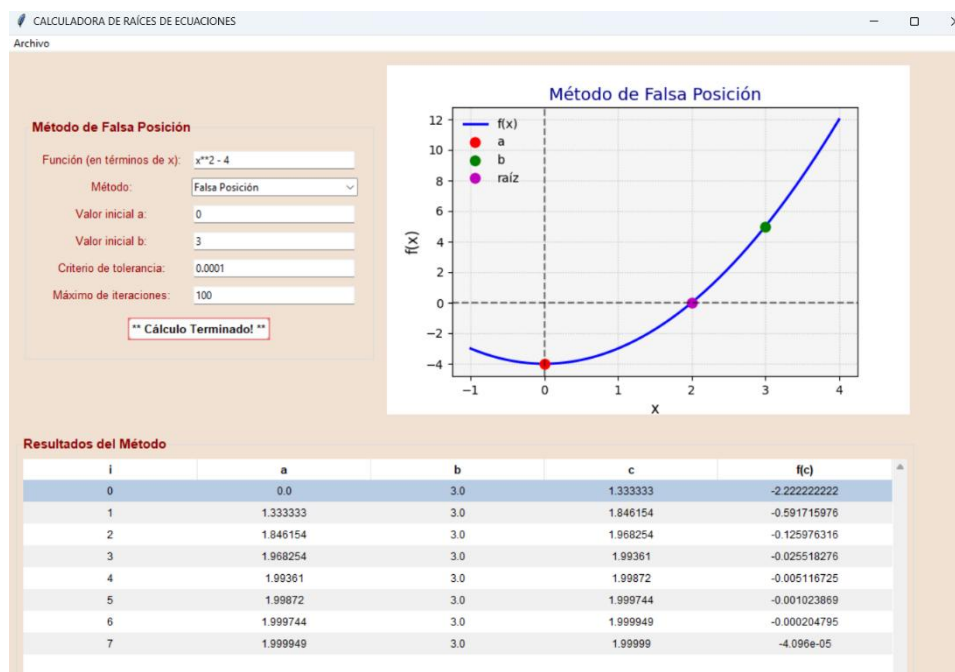 CALCULADORA DE RAÍCES DE ECUACIONES
Archivo
Método de Falsa Posición
Función (en términos de x): x**2 - 4
Método: Falsa Posición
Valor inicial a: 0
Valor inicial b: 3
Criterio de tolerancia: 0.0001
Máximo de iteraciones: 100
** Cálculo Terminado! **
Método de Falsa Posición
f(x)
a
b
raíz
12
10
8
6
4
2
0
−2
−4
f(x)
−1 0 1 2 3 4
x
Resultados del Método
i a b c f(c)
0 0.0 3.0 1.333333 -2.222222222
1 1.333333 3.0 1.846154 -0.591715976
2 1.846154 3.0 1.968254 -0.125976316
3 1.968254 3.0 1.99361 -0.025518276
4 1.99361 3.0 1.99872 -0.005116725
5 1.99872 3.0 1.999744 -0.001023869
6 1.999744 3.0 1.999949 -0.000204795
7 1.999949 3.0 1.99999 -4.096e-05